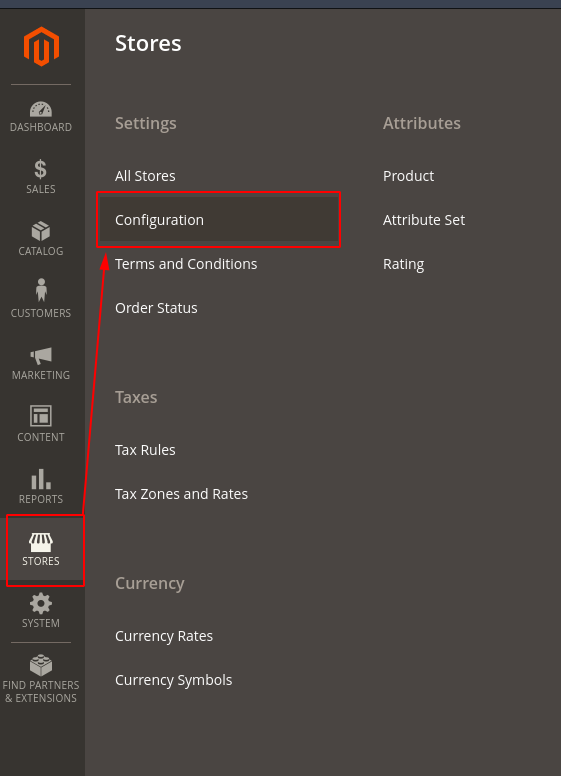 Stores
DASHBOARD
SALES
CATALOG
CUSTOMERS
MARKETING
CONTENT
REPORTS
STORES
SYSTEM
FIND PARTNERS
& EXTENSIONS
Settings
All Stores
Configuration
Terms and Conditions
Order Status
Taxes
Tax Rules
Tax Zones and Rates
Currency
Currency Rates
Currency Symbols
Attributes
Product
Attribute Set
Rating